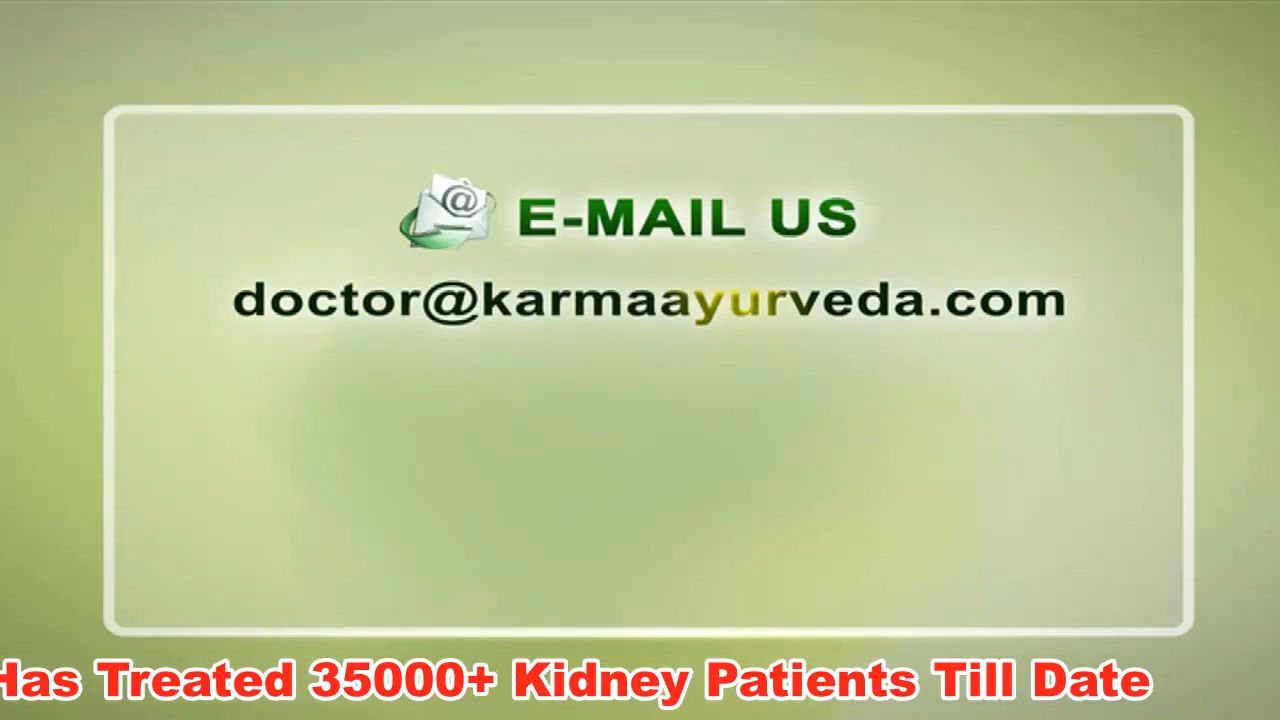 E-MAIL US
doctor@karmaayurveda.com
Has Treated 35000+ Kidney Patients Till Date